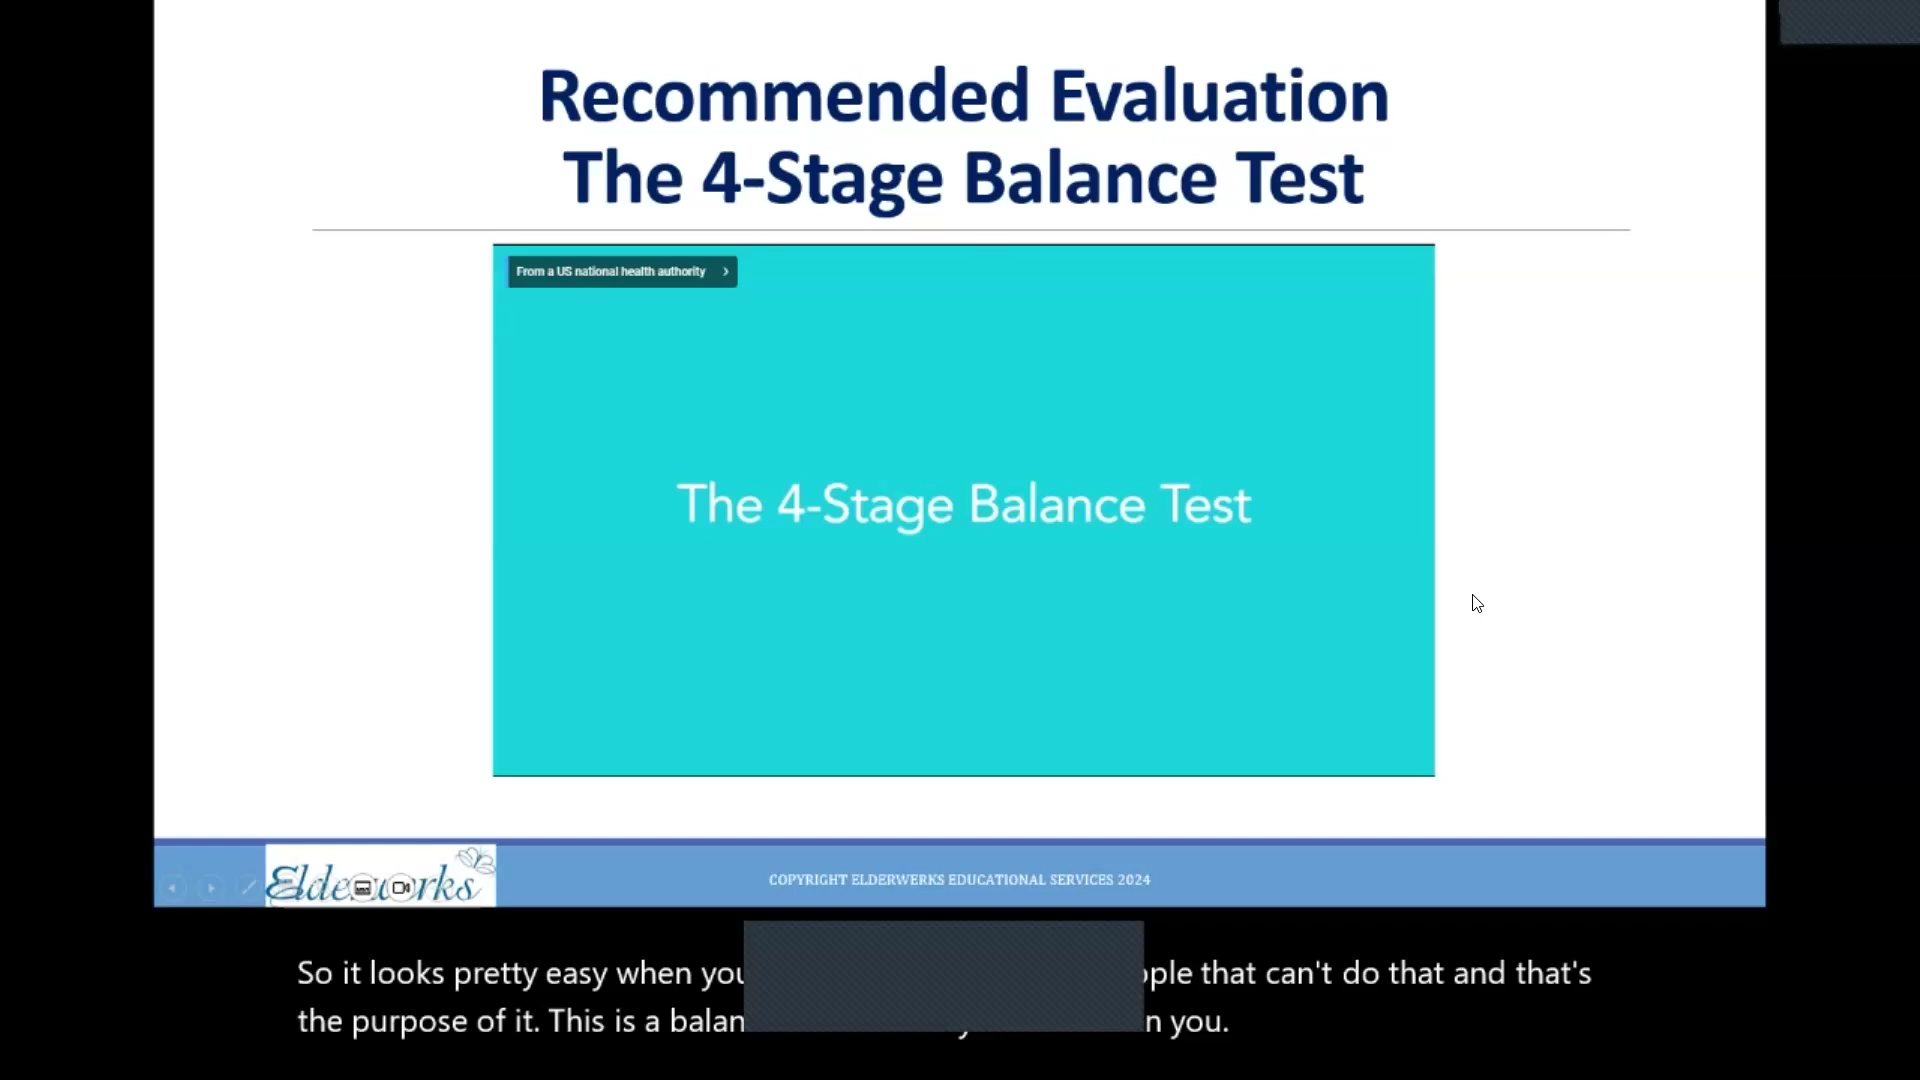 Recommended Evaluation
The 4-Stage Balance Test
From a US national health authority
The 4-Stage Balance Test
Elderwerks
COPYRIGHT ELDERWERKS EDUCATIONAL SERVICES 2024
So it looks pretty easy when you that can't do that and that's
the purpose of it. This is a you.